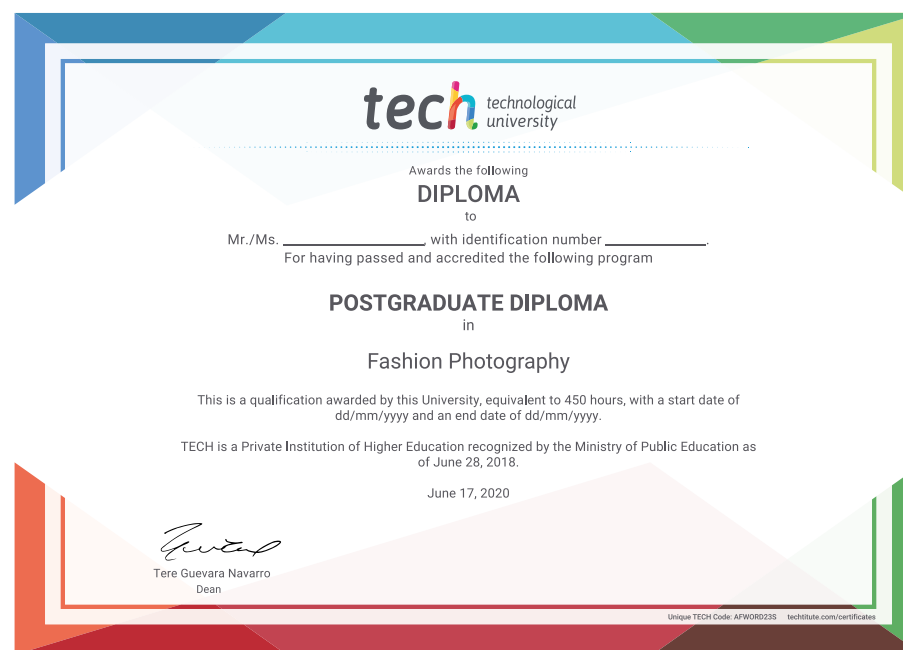 tech technological
university
Awards the following
DIPLOMA
to
Mr./Ms. ____________, with identification number ____________.
For having passed and accredited the following program
POSTGRADUATE DIPLOMA
in
Fashion Photography
This is a qualification awarded by this University, equivalent to 450 hours, with a start date of
dd/mm/yyyy and an end date of dd/mm/yyyy.
TECH is a Private Institution of Higher Education recognized by the Ministry of Public Education as
of June 28, 2018.
June 17, 2020
Tere Guevara Navarro
Dean
Unique TECH Code: AFWORD23S techtitute.com/certificates